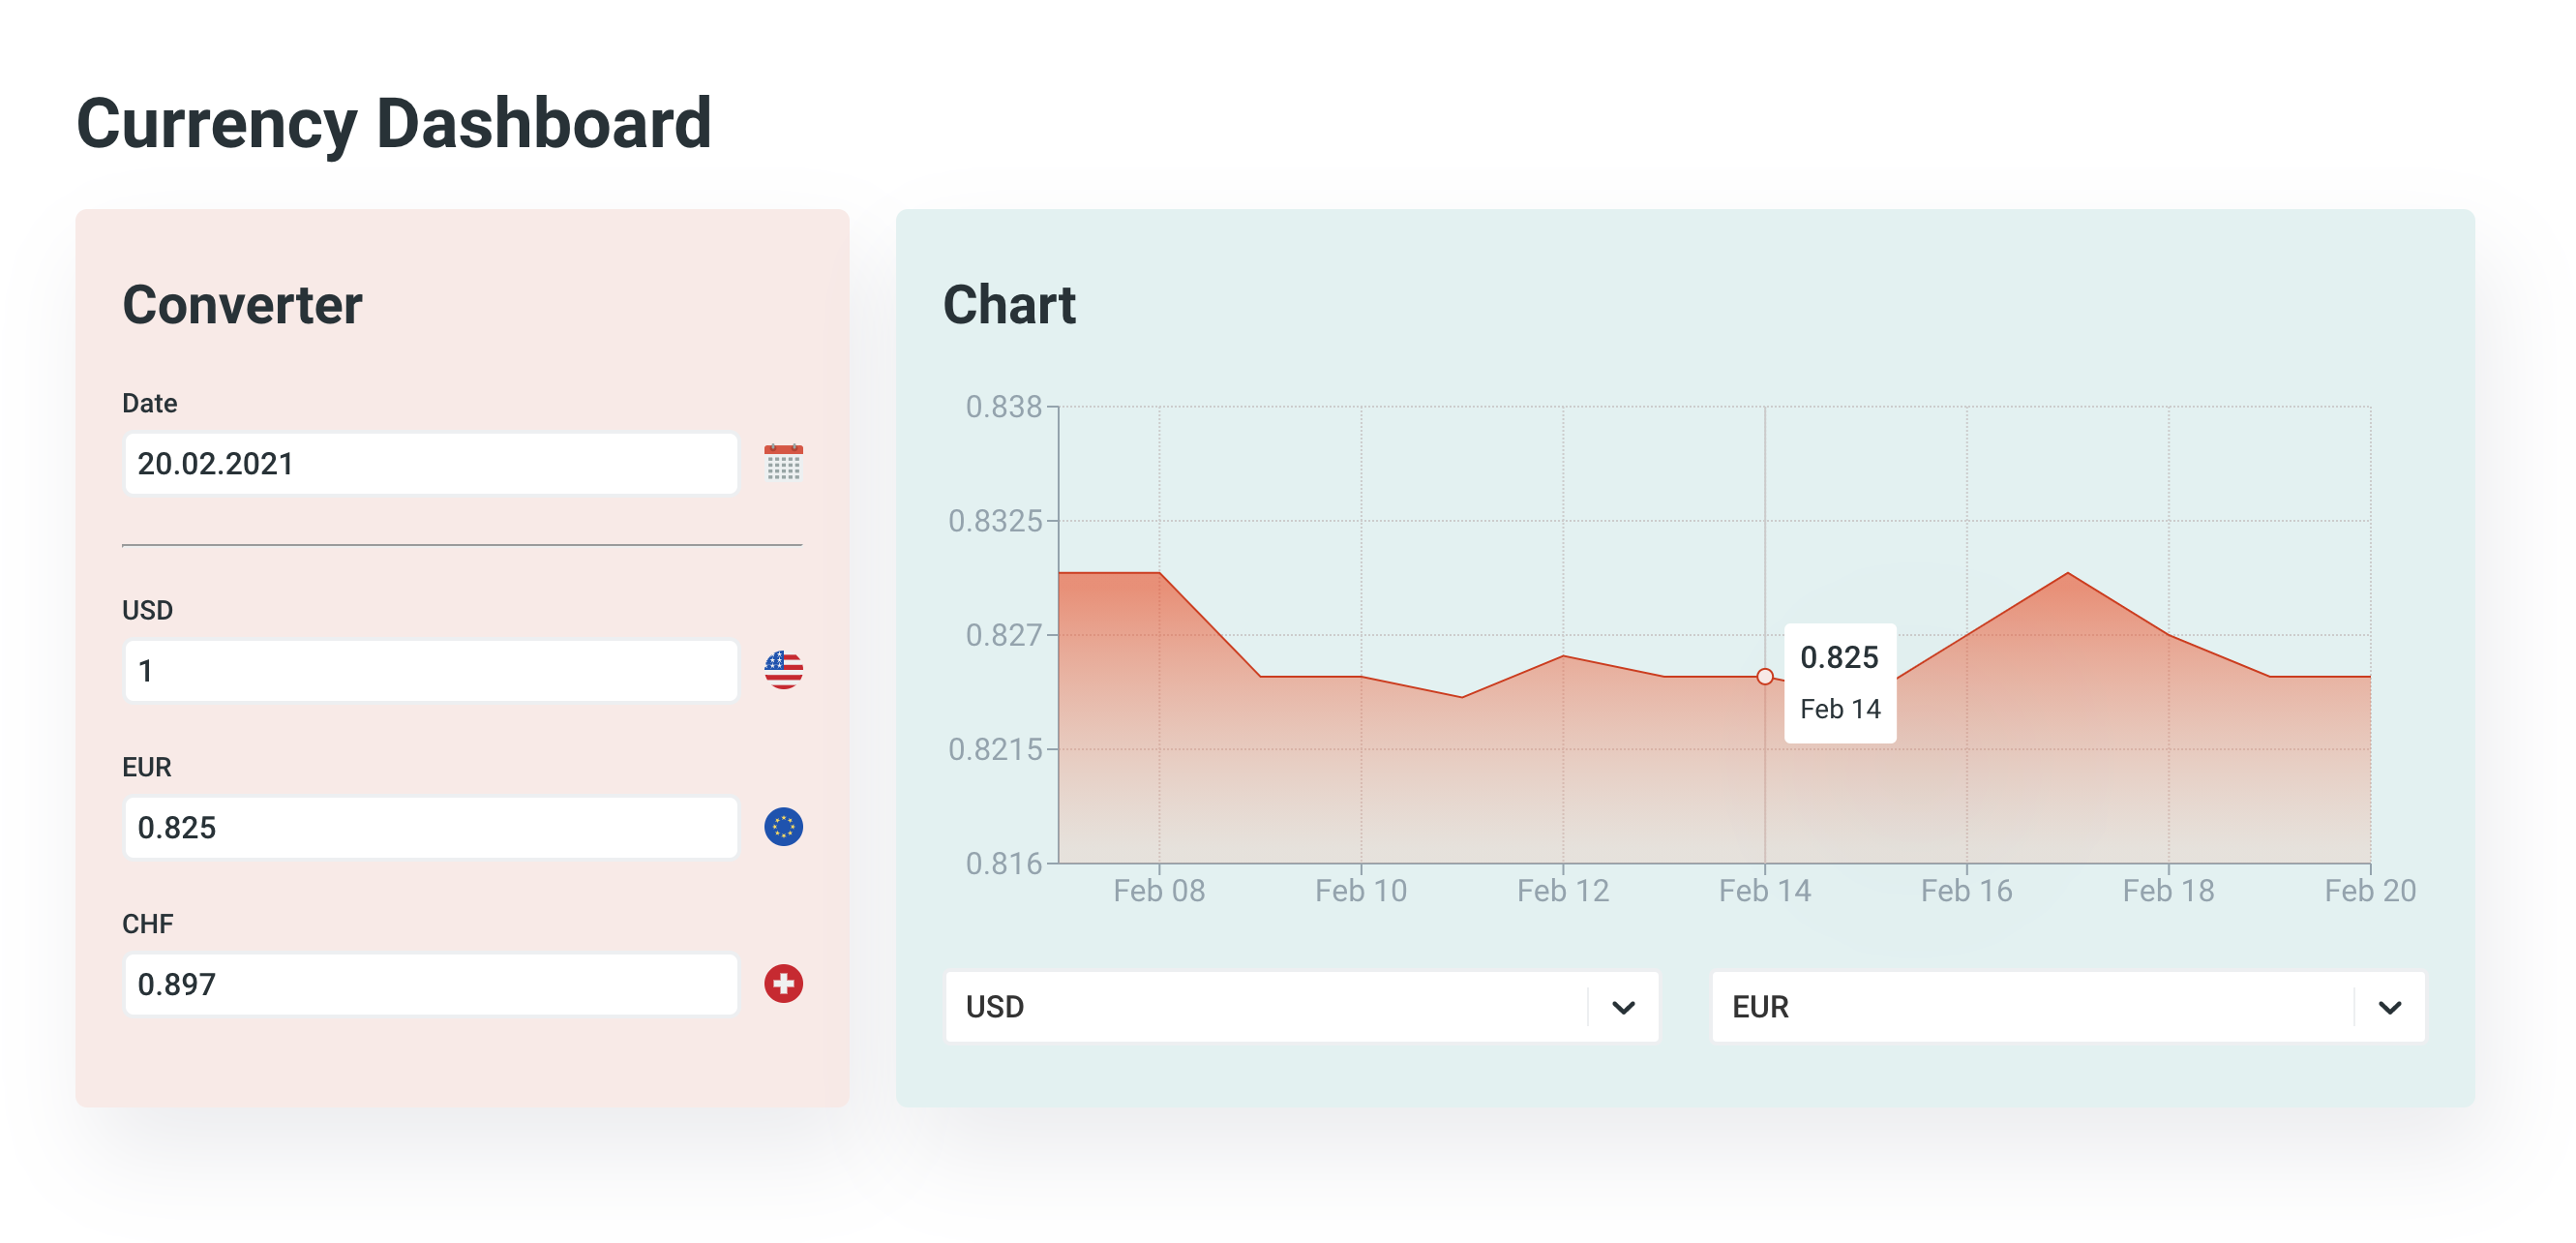 Currency Dashboard
Converter
Date
20.02.2021
USD
1
EUR
0.825
CHF
0.897
Chart
0.838
0.8325
0.827
0.8215
0.816
0.825
Feb 14
Feb 08 Feb 10 Feb 12 Feb 14 Feb 16 Feb 18 Feb 20
USD EUR